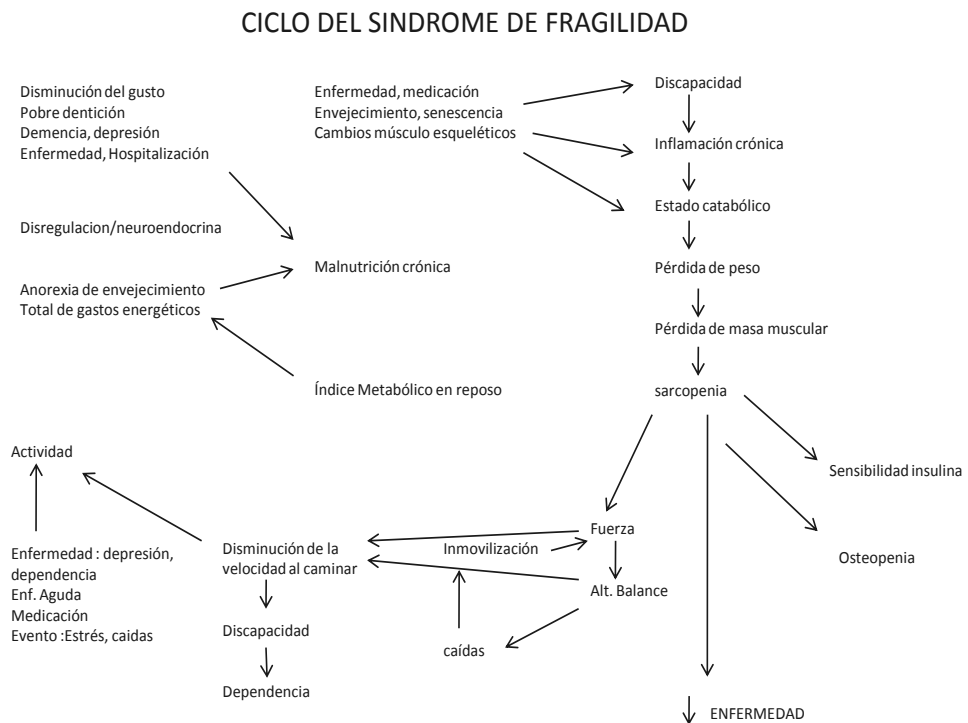 CICLO DEL SINDROME DE FRAGILIDAD
Disminución del gusto
Pobre dentición
Demencia, depresión
Enfermedad, Hospitalización
Enfermedad, medicación
Envejecimiento, senescencia
Cambios músculo esqueléticos
Discapacidad
Inflamación crónica
Estado catabólico
Disregulacion/neuroendocrina
Malnutrición crónica
Pérdida de peso
Anorexia de envejecimiento
Total de gastos energéticos
Pérdida de masa muscular
Índice Metabólico en reposo
sarcopenia
Actividad
Sensibilidad insulina
Fuerza
Inmovilización
Disminución de la
velocidad al caminar
Osteopenia
Enfermedad : depresión,
dependencia
Enf. Aguda
Medicación
Evento :Estrés, caidas
Alt. Balance
Discapacidad
caídas
Dependencia
ENFERMEDAD